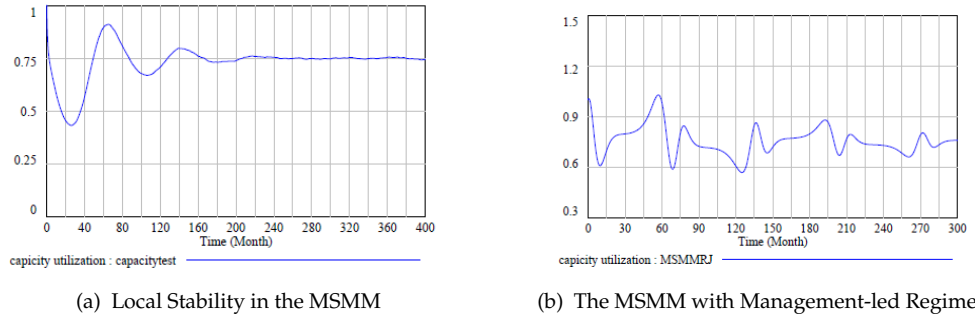 1
0.75
0.5
0.25
0
0 40 80 120 160 200 240 280 320 360 400
Time (Month)
capicity utilization : capacitytest
(a) Local Stability in the MSMM
1.5
1.2
0.9
0.6
0.3
0 30 60 90 120 150 180 210 240 270 300
Time (Month)
capicity utilization : MSMMRJ
(b) The MSMM with Management-led Regime